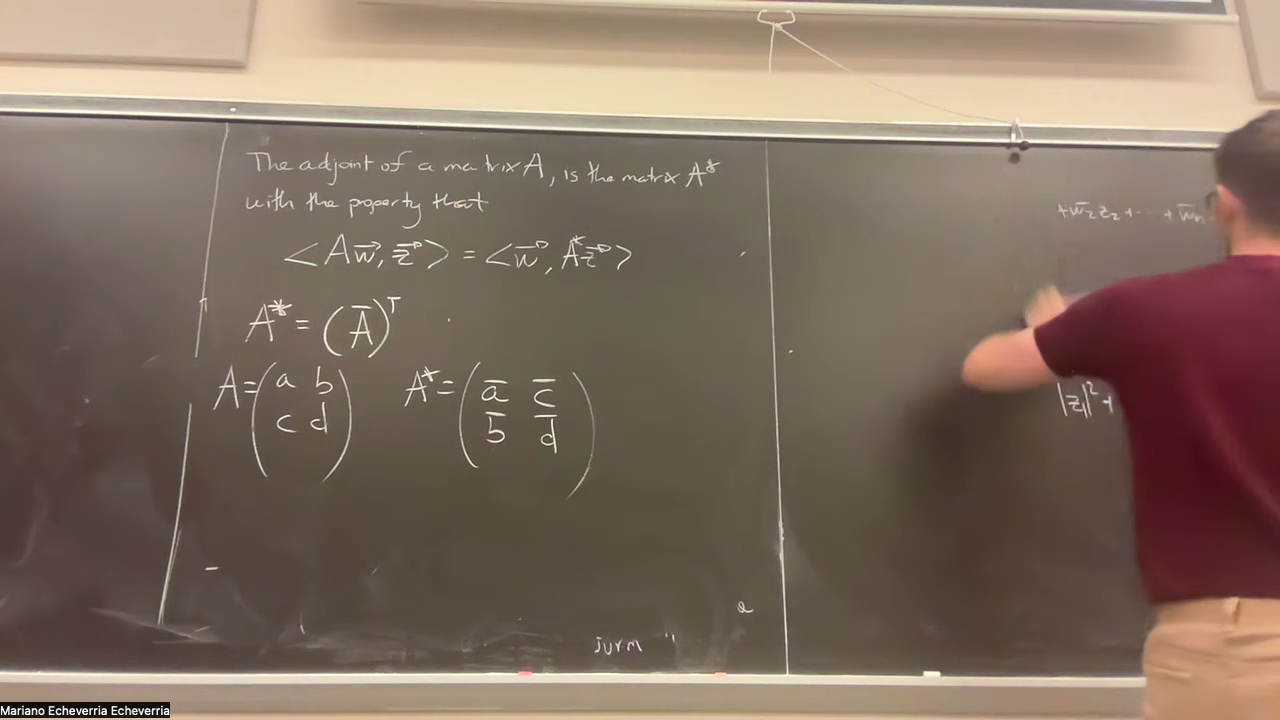 The adjoint of a matrix A, is the matrix A*
with the property that
<Aw⃗, z⃗> = <w⃗, A*z⃗>
A* = (Ā)ᵀ
A = (a b
c d) A* = (ā c̄
b̄ d̄)
+ w̄₂z₂ + ... + w̄ₙ
|z₁|² +
Mariano Echeverria Echeverria